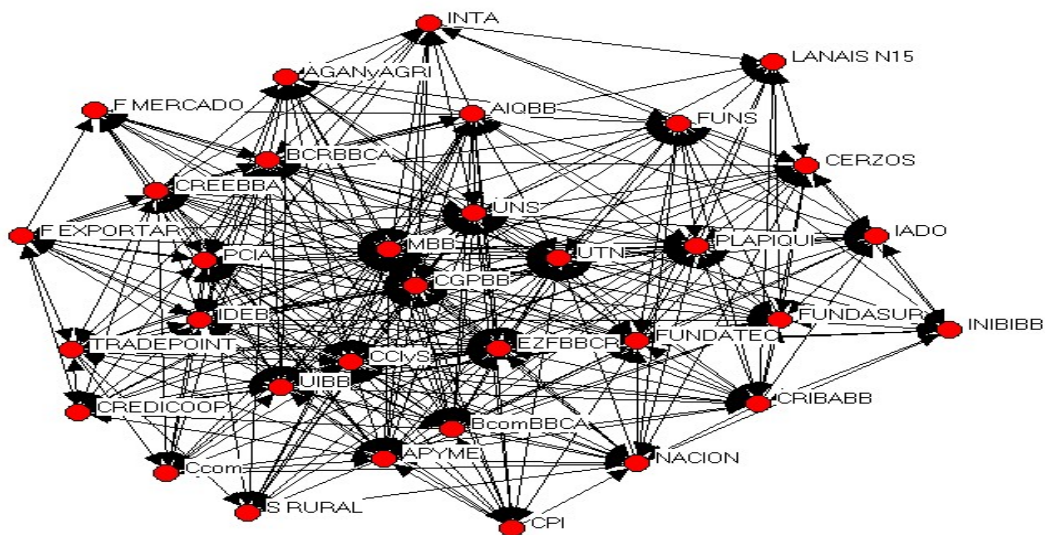 INTA
LANAIS N15
AGANyAGRI
F MERCADO
AIQBB
FUNS
BCRBBCA
CERZOS
CREEBBA
UNS
F EXPORTAR
PCIA
MBB
UTN
PLAPIQUI
IADO
CGPBB
IDEB
FUNDASUR
INIBIBB
TRADEPOINT
CCIyS
EZFBBCR
FUNDATEC
UIBB
CREDICOOP
CRIBABB
BcomBBCA
APYME
NACION
Ccom
S RURAL
CPI